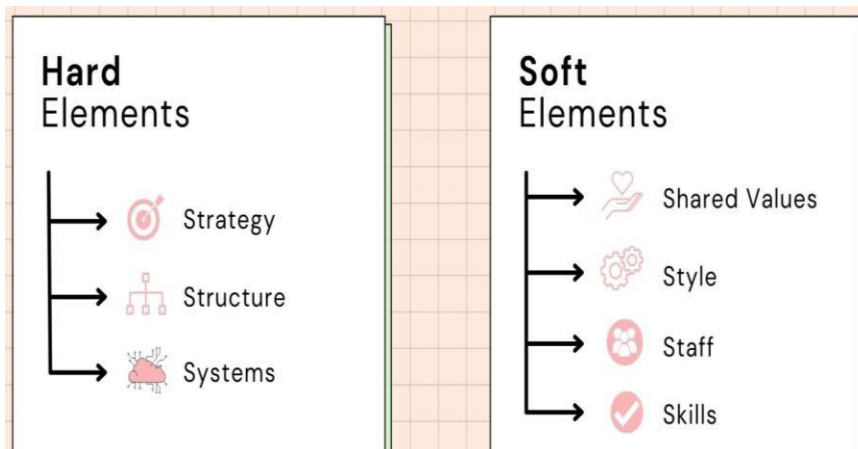 Hard
Elements
Strategy
Structure
Systems
Soft
Elements
Shared Values
Style
Staff
Skills